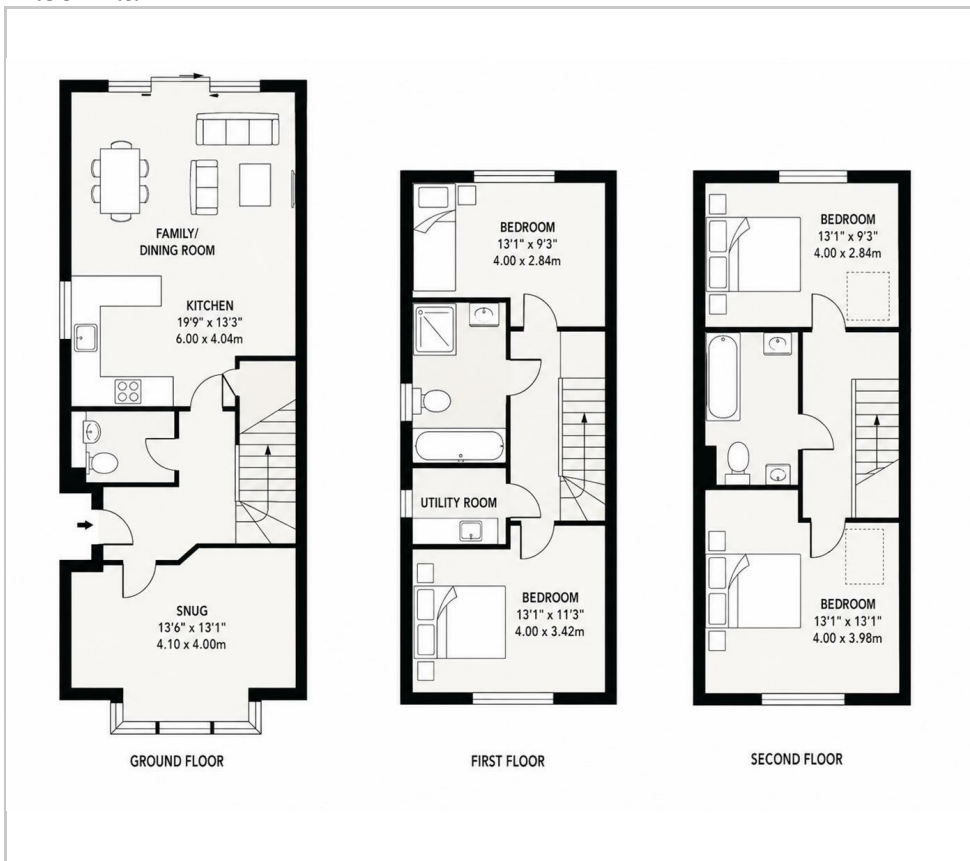 FAMILY/
DINING ROOM
KITCHEN
19'9" x 13'3"
6.00 x 4.04m
SNUG
13'6" x 13'1"
4.10 x 4.00m
GROUND FLOOR
BEDROOM
13'1" x 9'3"
4.00 x 2.84m
UTILITY ROOM
BEDROOM
13'1" x 11'3"
4.00 x 3.42m
FIRST FLOOR
BEDROOM
13'1" x 9'3"
4.00 x 2.84m
BEDROOM
13'1" x 13'1"
4.00 x 3.98m
SECOND FLOOR